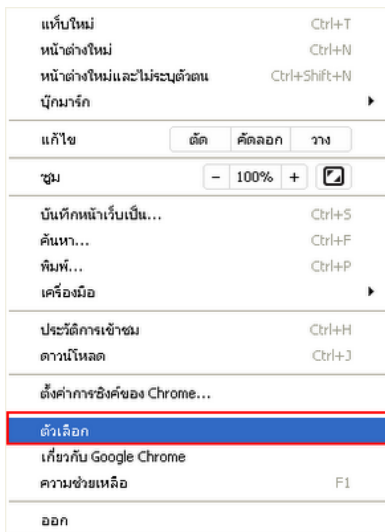 แท็บใหม่ Ctrl+T
หน้าต่างใหม่ Ctrl+N
หน้าต่างใหม่และไม่ระบุตัวตน Ctrl+Shift+N
บุ๊กมาร์ก
แก้ไข ตัด คัดลอก วาง
ซูม - 100% +
บันทึกหน้าเว็บเป็น... Ctrl+S
ค้นหา... Ctrl+F
พิมพ์... Ctrl+P
เครื่องมือ
ประวัติการเข้าชม Ctrl+H
ดาวน์โหลด Ctrl+J
ตั้งค่าการซิงค์ของ Chrome...
ตัวเลือก
เกี่ยวกับ Google Chrome
ความช่วยเหลือ F1
ออก